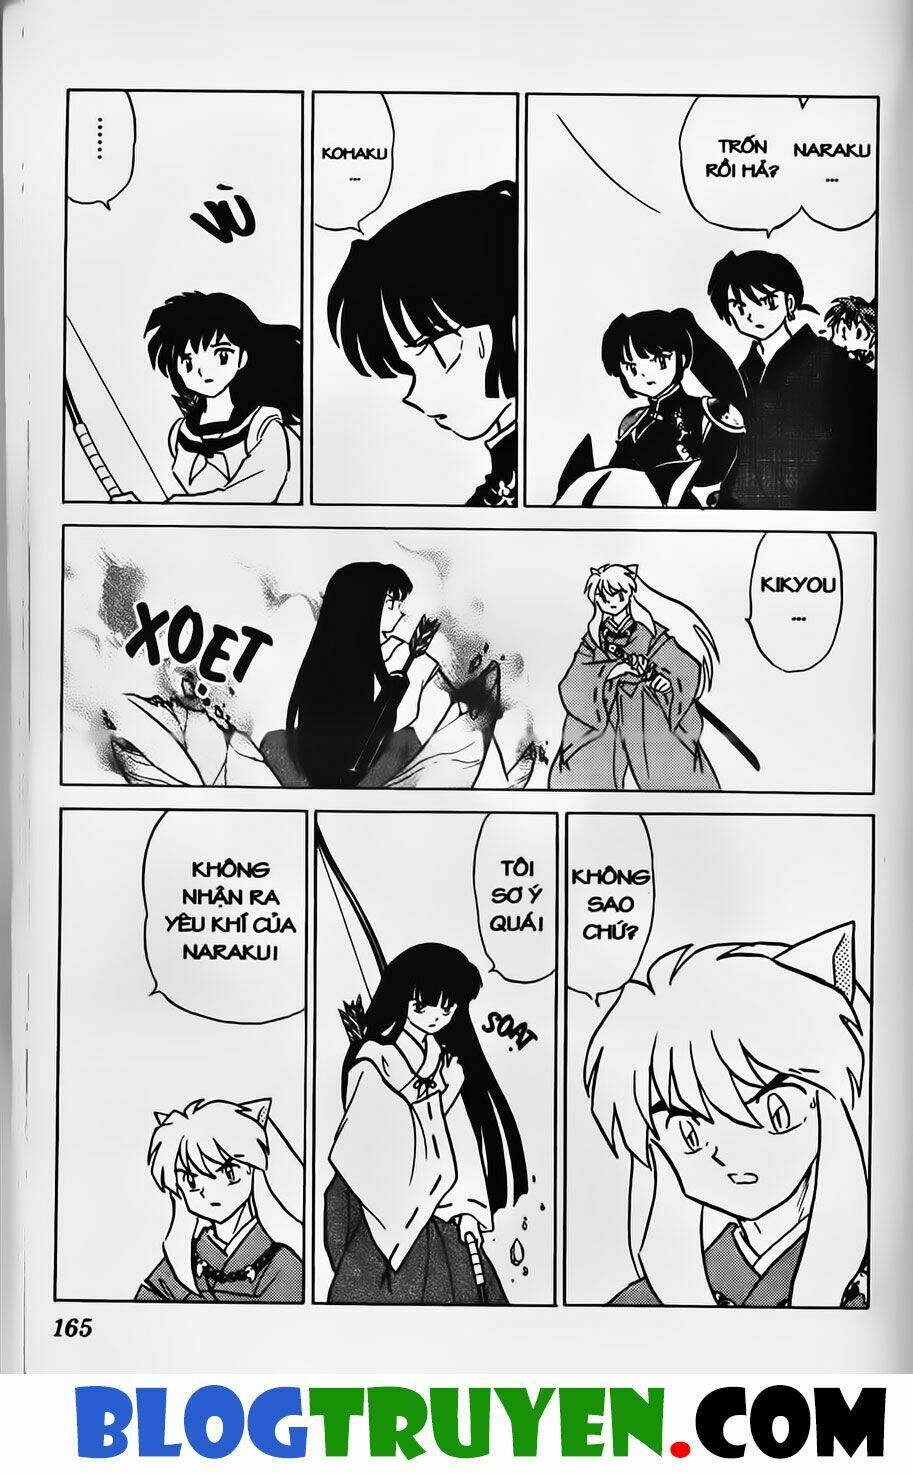 NARAKU
...
TRỐN
RỒI HẢ?
KOHAKU
...
......
VÙ
KIKYOU
...
XOẸT
KHÔNG
SAO
CHỨ?
TÔI
SƠ Ý
QUÁ!
SOẠT
KHÔNG
NHẬN RA
YÊU KHÍ CỦA
NARAKU!
165
BLOGTRUYEN.COM